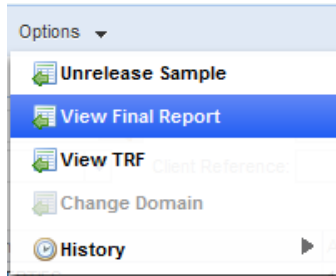 Options
Unrelease Sample
View Final Report
View TRF
Client Reference:
Change Domain
History